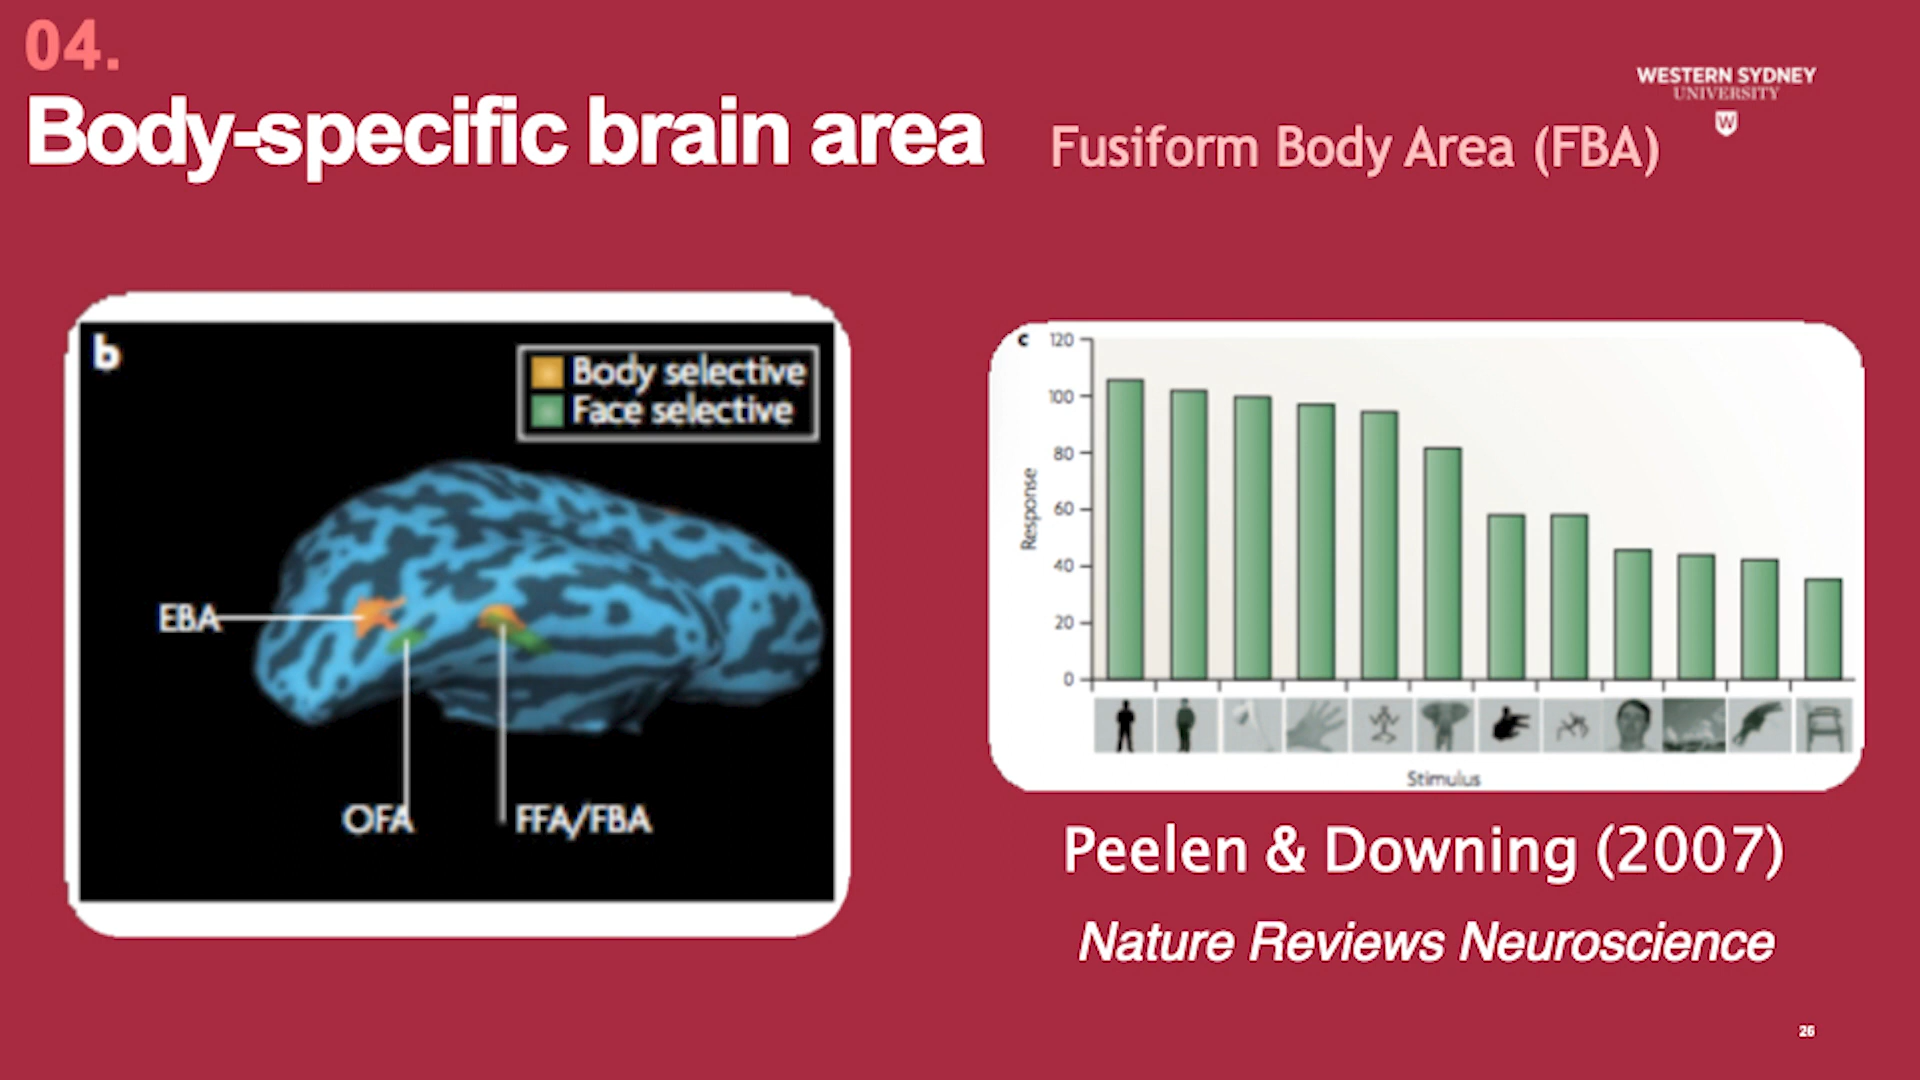 04.
Body-specific brain area
Fusiform Body Area (FBA)
WESTERN SYDNEY
UNIVERSITY
W
b
Body selective
Face selective
EBA
OFA
FFA/FBA
c
120
100
80
60
40
20
0
Response
Stimulus
Peelen & Downing (2007)
Nature Reviews Neuroscience
26